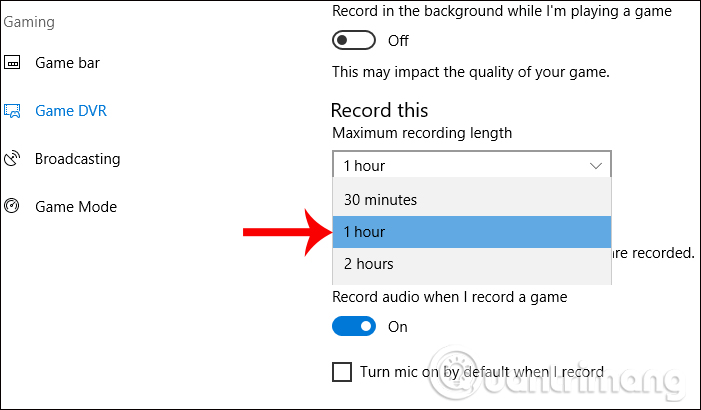 Gaming
Game bar
Game DVR
Broadcasting
Game Mode
Record in the background while I'm playing a game
Off
This may impact the quality of your game.
Record this
Maximum recording length
1 hour
30 minutes
1 hour
2 hours
are recorded.
Record audio when I record a game
On
Turn mic on by default when I record
Quantrimang